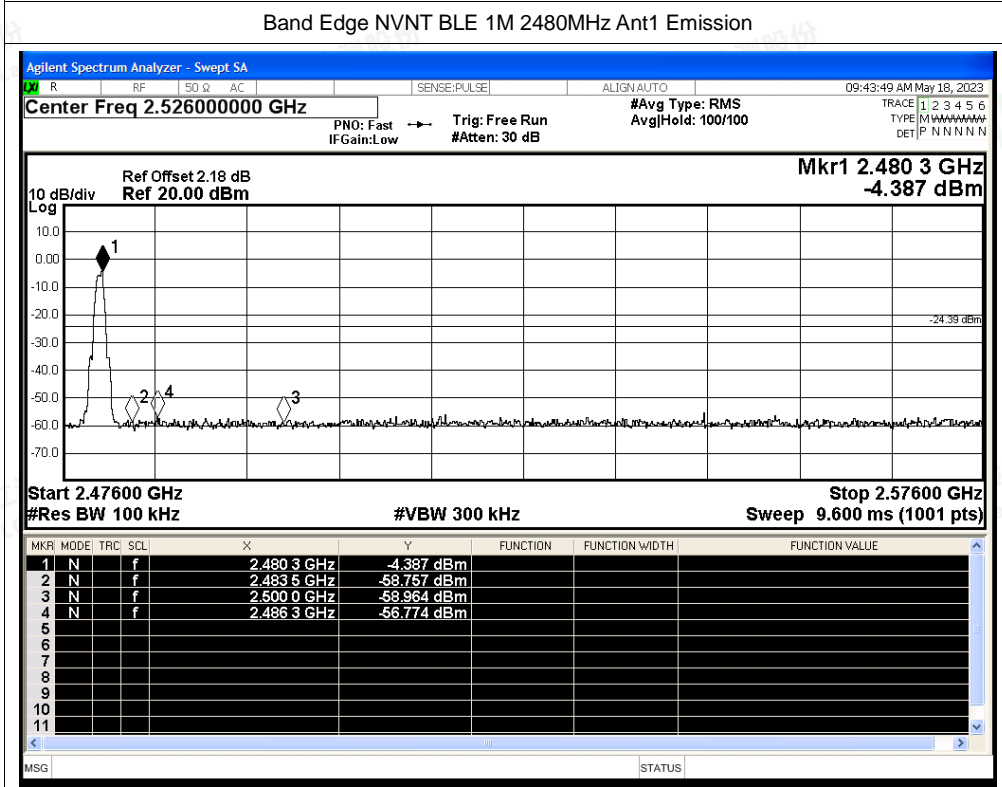 Band Edge NVNT BLE 1M 2480MHz Ant1 Emission
Agilent Spectrum Analyzer - Swept SA
LXI R RF 50 Ω AC SENSE:PULSE ALIGN AUTO 09:43:49 AM May 18, 2023
Center Freq 2.526000000 GHz #Avg Type: RMS TRACE 1 2 3 4 5 6
PNO: Fast Trig: Free Run Avg|Hold: 100/100 TYPE M WWWWW
IFGain:Low #Atten: 30 dB DET P N N N N N
Mkr1 2.480 3 GHz
Ref Offset 2.18 dB
10 dB/div Ref 20.00 dBm -4.387 dBm
Log
10.0
1
0.00
-10.0
-20.0
-24.39 dBm
-30.0
-40.0
-50.0 2 4 3
-60.0
-70.0
Start 2.47600 GHz Stop 2.57600 GHz
#Res BW 100 kHz #VBW 300 kHz Sweep 9.600 ms (1001 pts)
MKR MODE TRC SCL X Y FUNCTION FUNCTION WIDTH FUNCTION VALUE
1 N f 2.480 3 GHz -4.387 dBm
2 N f 2.483 5 GHz -58.757 dBm
3 N f 2.500 0 GHz -58.964 dBm
4 N f 2.486 3 GHz -56.774 dBm
5
6
7
8
9
10
11
MSG STATUS